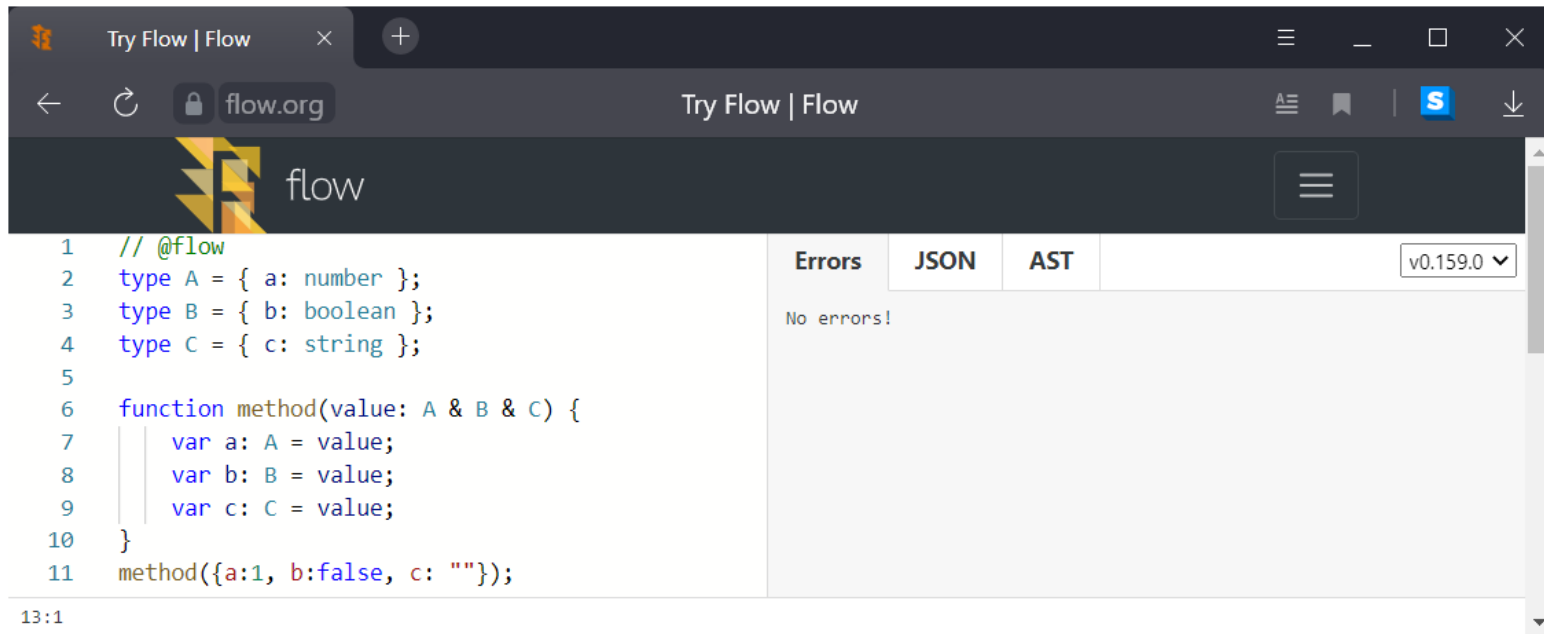 Try Flow | Flow
flow.org
Try Flow | Flow
flow
1 // @flow
2 type A = { a: number };
3 type B = { b: boolean };
4 type C = { c: string };
5
6 function method(value: A & B & C) {
7 var a: A = value;
8 var b: B = value;
9 var c: C = value;
10 }
11 method({a:1, b:false, c: ""});
13:1
Errors JSON AST v0.159.0
No errors!
A
S